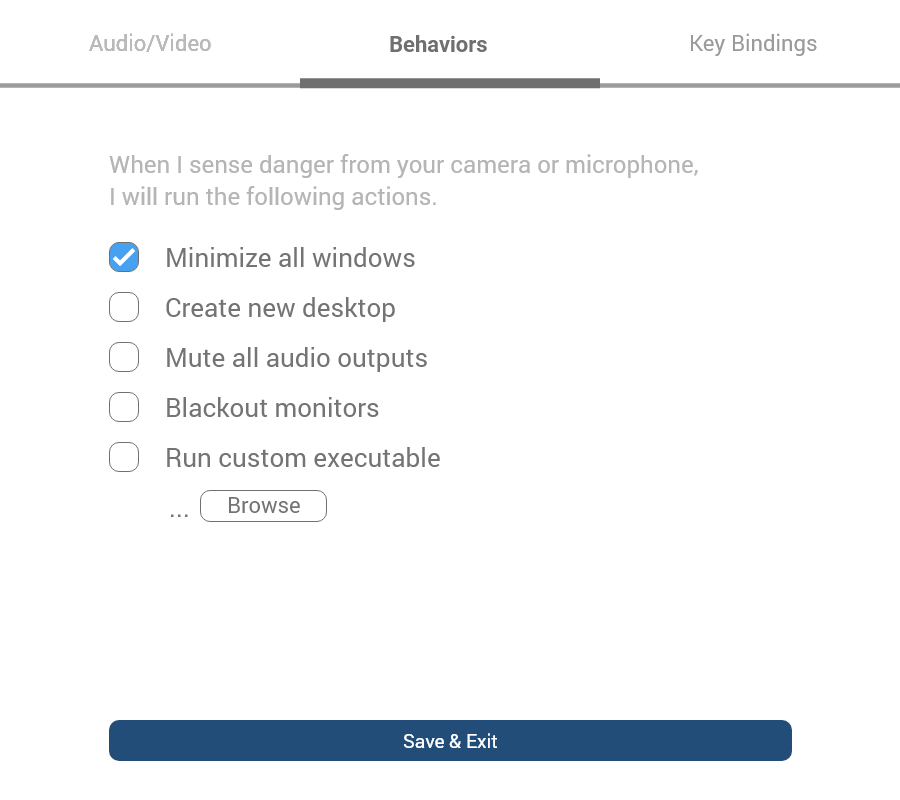 Audio/Video
Behaviors
Key Bindings
When I sense danger from your camera or microphone,
I will run the following actions.
Minimize all windows
Create new desktop
Mute all audio outputs
Blackout monitors
Run custom executable
... Browse
Save & Exit